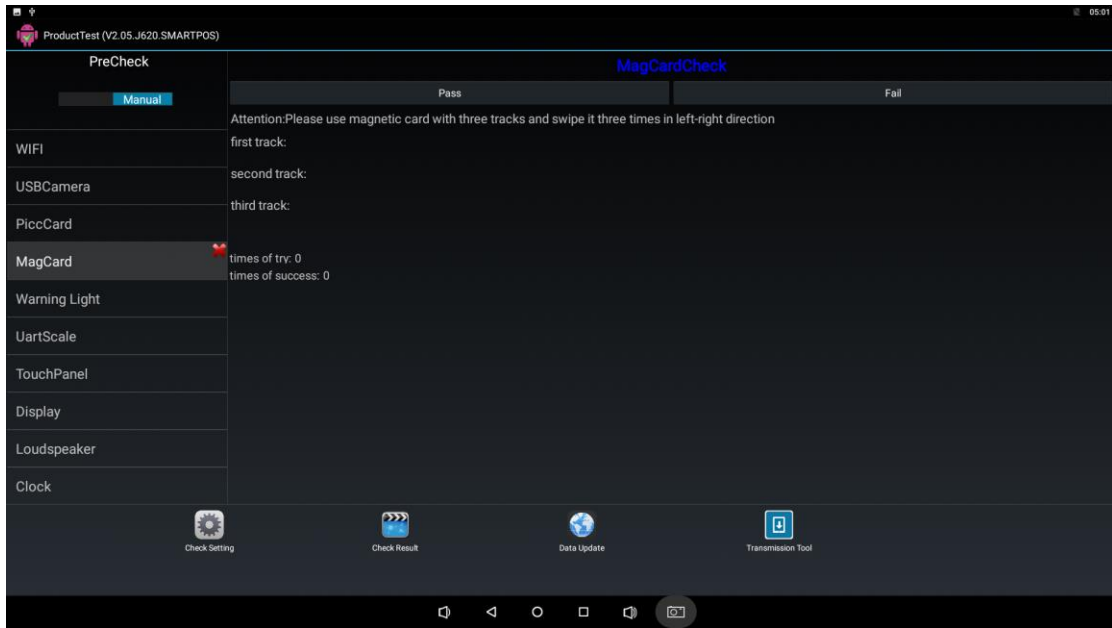 05:01
ProductTest (V2.05.J620.SMARTPOS)
PreCheck
Manual
WIFI
USBCamera
PiccCard
MagCard
Warning Light
UartScale
TouchPanel
Display
Loudspeaker
Clock
MagCardCheck
Pass
Fail
Attention:Please use magnetic card with three tracks and swipe it three times in left-right direction
first track:
second track:
third track:
times of try: 0
times of success: 0
Check Setting
Check Result
Data Update
Transmission Tool